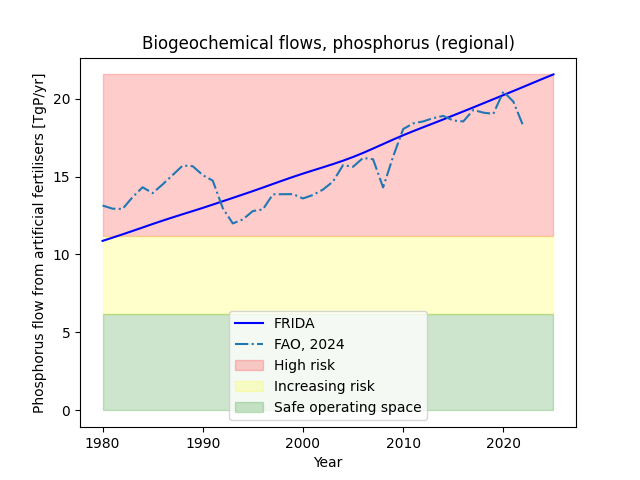 Biogeochemical flows, phosphorus (regional)
Phosphorus flow from artificial fertilisers [TgP/yr]
20
15
10
5
0
FRIDA
FAO, 2024
High risk
Increasing risk
Safe operating space
1980
1990
2000
2010
2020
Year